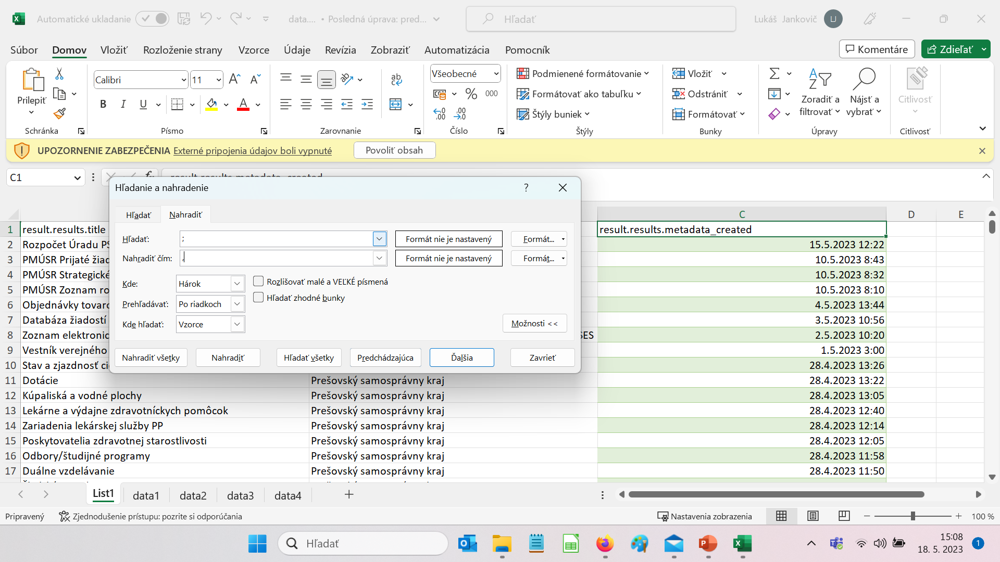 Automatické ukladanie
data.... • Posledná úprava: pred...
Hľadať
Lukáš Jankovič
LJ
Súbor Domov Vložiť Rozloženie strany Vzorce Údaje Revízia Zobraziť Automatizácia Pomocník
Komentáre
Zdieľať
Prilepiť
Schránka
Calibri 11
B I U
Písmo
Zarovnanie
Všeobecné
% 000
Číslo
Podmienené formátovanie
Formátovať ako tabuľku
Štýly buniek
Štýly
Vložiť
Odstrániť
Formátovať
Bunky
Zoradiť a filtrovať
Nájsť a vybrať
Úpravy
Citlivosť
Citlivosť
UPOZORNENIE ZABEZPEČENIA Externé pripojenia údajov boli vypnuté
Povoliť obsah
C1
result.results.metadata_created
Hľadanie a nahradenie
?
Hľadať Nahradiť
Hľadať: ; Formát nie je nastavený Formát...
Nahradiť čím: , Formát nie je nastavený Formát...
Kde: Hárok
Rozlišovať malé a VEĽKÉ písmená
Prehľadávať: Po riadkoch
Hľadať zhodné bunky
Kde hľadať: Vzorce
Možnosti <<
Nahradiť všetky Nahradiť Hľadať všetky Predchádzajúca Ďalšia Zavrieť
C D E
1 result.results.title result.results.metadata_created
2 Rozpočet Úradu PS 15.5.2023 12:22
3 PMÚSR Prijaté žiad 10.5.2023 8:43
4 PMÚSR Strategické 10.5.2023 8:32
5 PMÚSR Zoznam ro 10.5.2023 8:10
6 Objednávky tovaro 4.5.2023 13:44
7 Databáza žiadostí 3.5.2023 10:56
8 Zoznam elektronic SES 2.5.2023 10:20
9 Vestník verejného 1.5.2023 3:00
10 Stav a zjazdnosť ci 28.4.2023 13:26
11 Dotácie Prešovský samosprávny kraj 28.4.2023 13:22
12 Kúpaliská a vodné plochy Prešovský samosprávny kraj 28.4.2023 13:05
13 Lekárne a výdajne zdravotníckych pomôcok Prešovský samosprávny kraj 28.4.2023 12:40
14 Zariadenia lekárskej služby PP Prešovský samosprávny kraj 28.4.2023 12:14
15 Poskytovatelia zdravotnej starostlivosti Prešovský samosprávny kraj 28.4.2023 12:05
16 Odbory/študijné programy Prešovský samosprávny kraj 28.4.2023 11:58
17 Duálne vzdelávanie Prešovský samosprávny kraj 28.4.2023 11:50
List1 data1 data2 data3 data4
Pripravený
Zjednodušenie prístupu: pozrite si odporúčania
Nastavenia zobrazenia
100 %
Hľadať
15:08
18. 5. 2023
1